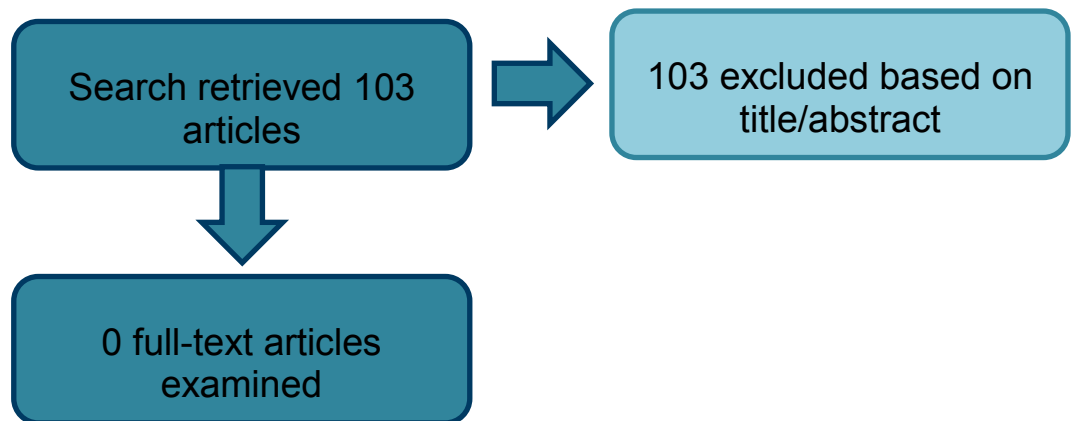 Search retrieved 103
articles
103 excluded based on
title/abstract
0 full-text articles
examined